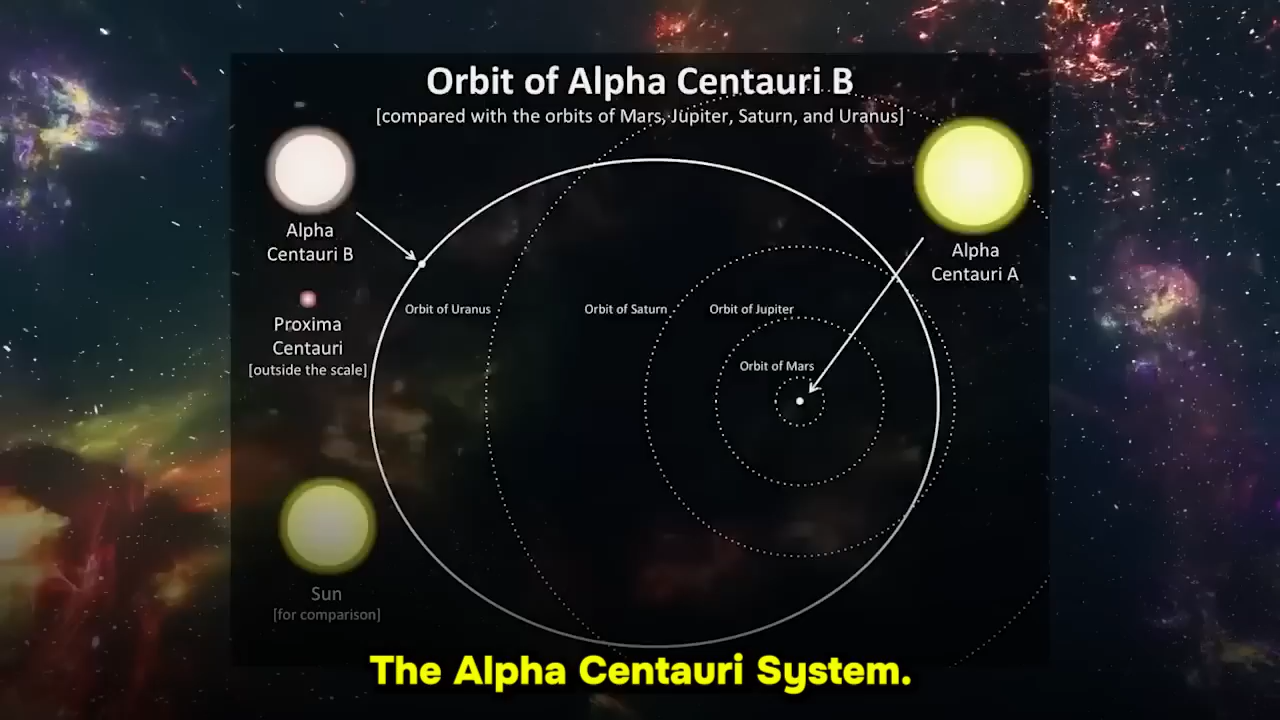 Orbit of Alpha Centauri B
[compared with the orbits of Mars, Jupiter, Saturn, and Uranus]
Alpha
Centauri B
Alpha
Centauri A
Proxima
Centauri
[outside the scale]
Orbit of Uranus
Orbit of Saturn
Orbit of Jupiter
Orbit of Mars
Sun
[for comparison]
The Alpha Centauri System.